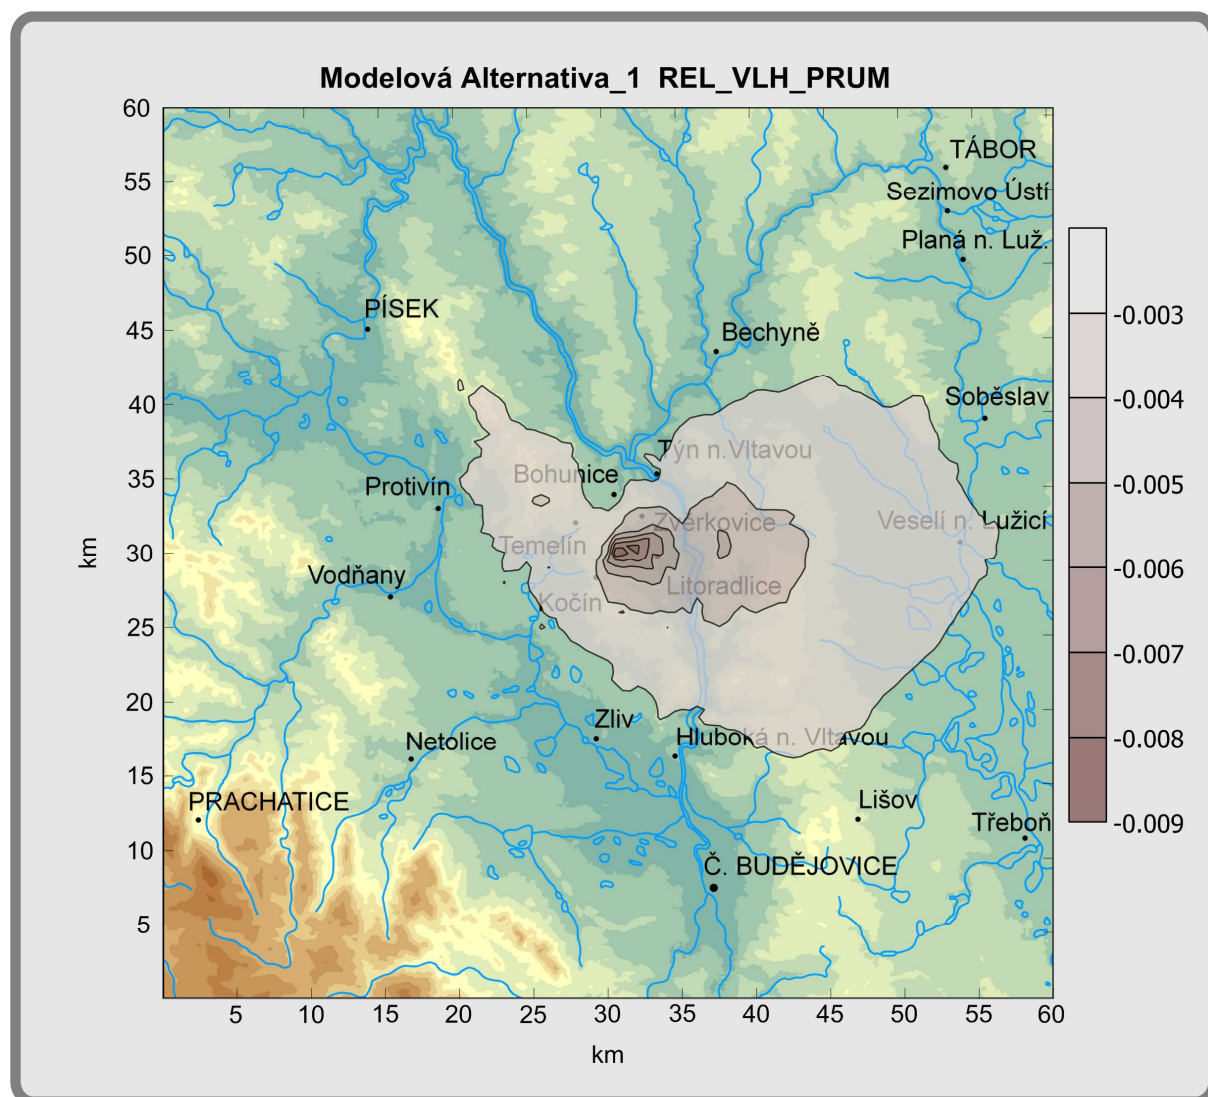 Modelová Alternativa_1 REL_VLH_PRUM
60
55
50
45
40
35
30
25
20
15
10
5
km
TÁBOR
Sezimovo Ústí
Planá n. Luž.
PÍSEK
Bechyně
Soběslav
Týn n.Vltavou
Bohunice
Protivín
Zvěrkovice
Veselí n. Lužicí
Temelín
Vodňany
Litoradlice
Kočín
Zliv
Netolice
Hluboká n. Vltavou
PRACHATICE
Lišov
Třeboň
Č. BUDĚJOVICE
5
10
15
20
25
30
35
40
45
50
55
60
km
-0.003
-0.004
-0.005
-0.006
-0.007
-0.008
-0.009